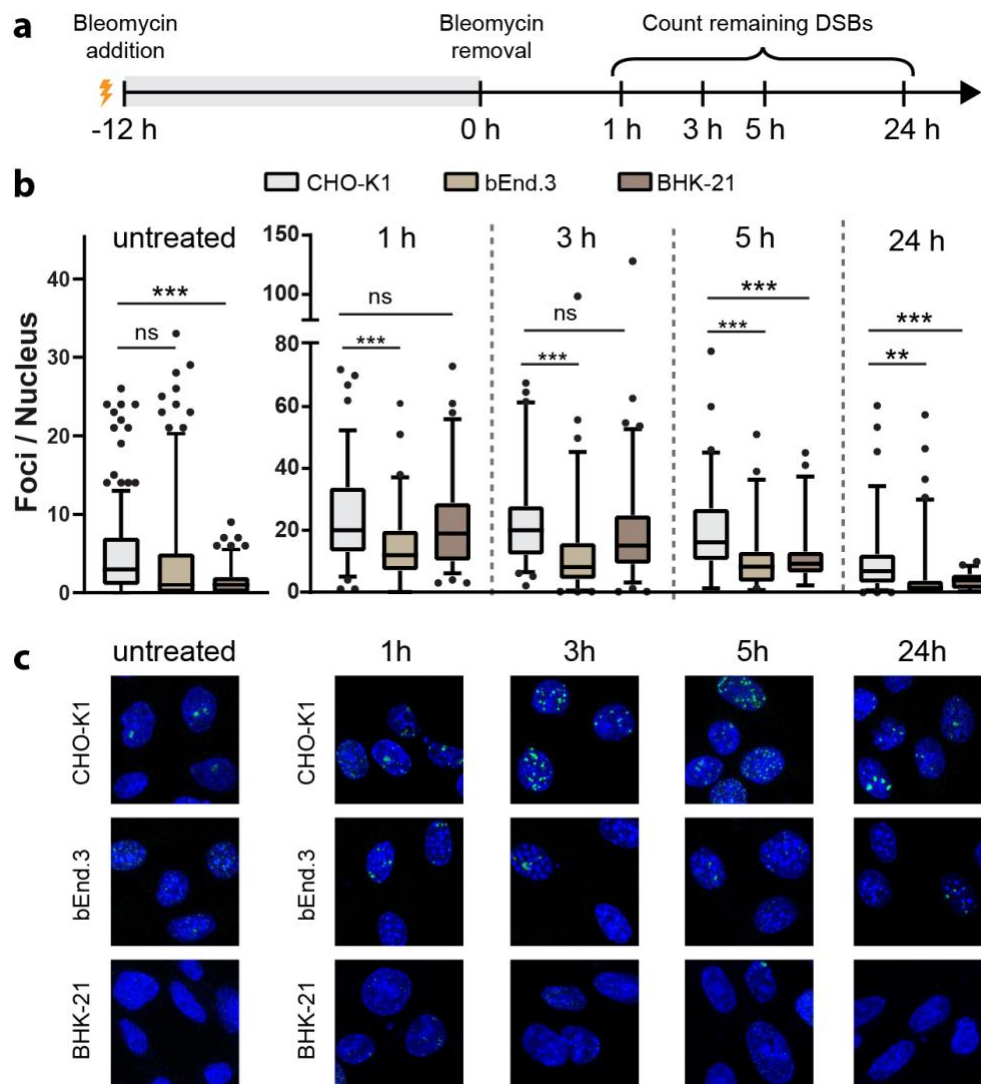 a
Bleomycin addition
Bleomycin removal
Count remaining DSBs
-12 h
0 h
1 h
3 h
5 h
24 h
b
CHO-K1
bEnd.3
BHK-21
untreated
1 h
3 h
5 h
24 h
Foci / Nucleus
40
30
20
10
0
150
100
80
60
40
20
0
***
ns
ns
***
ns
***
***
***
***
**
c
untreated
1h
3h
5h
24h
CHO-K1
CHO-K1
bEnd.3
bEnd.3
BHK-21
BHK-21